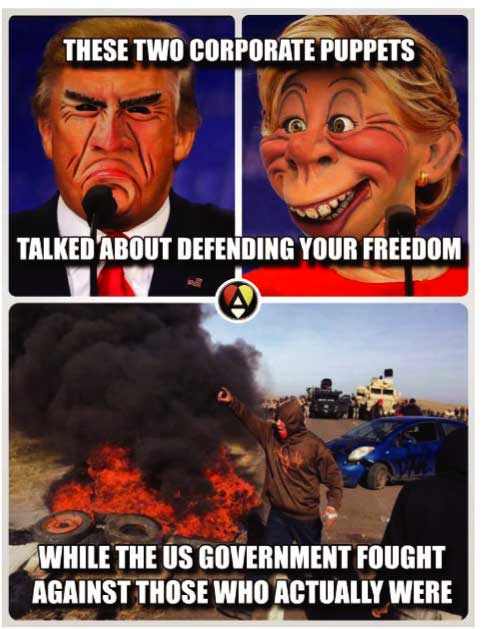 THESE TWO CORPORATE PUPPETS
TALKED ABOUT DEFENDING YOUR FREEDOM
WHILE THE US GOVERNMENT FOUGHT
AGAINST THOSE WHO ACTUALLY WERE